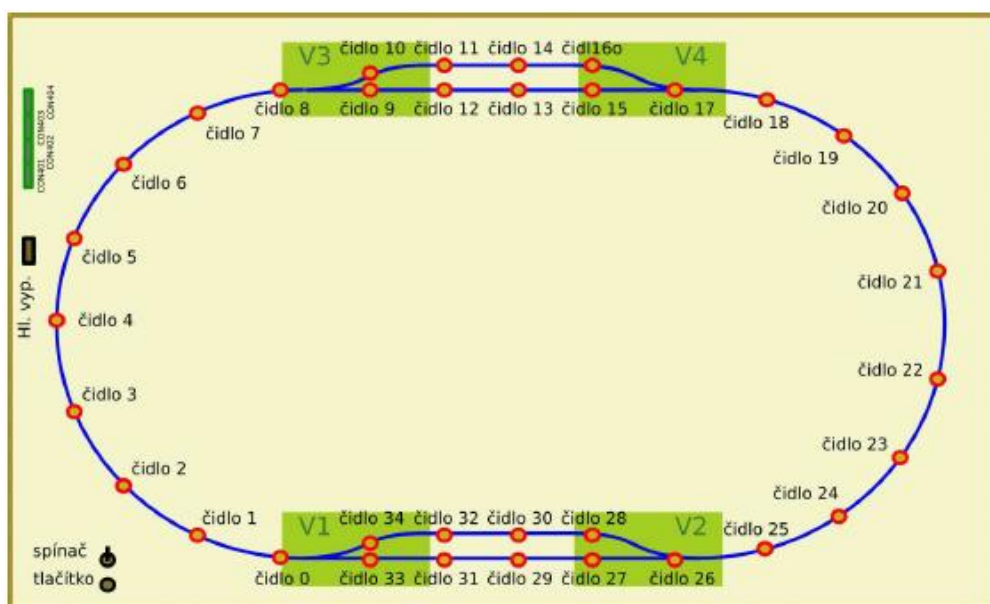 V3
čidlo 10
čidlo 11
čidlo 14
čidl16o
V4
čidlo 8
čidlo 9
čidlo 12
čidlo 13
čidlo 15
čidlo 17
čidlo 18
čidlo 7
čidlo 19
čidlo 6
čidlo 20
CON401
CON402
CON403
CON404
čidlo 5
čidlo 21
Hl. vyp.
čidlo 4
čidlo 22
čidlo 3
čidlo 23
čidlo 2
čidlo 24
čidlo 1
V1
čidlo 34
čidlo 32
čidlo 30
čidlo 28
V2
čidlo 25
spínač
tlačítko
čidlo 0
čidlo 33
čidlo 31
čidlo 29
čidlo 27
čidlo 26